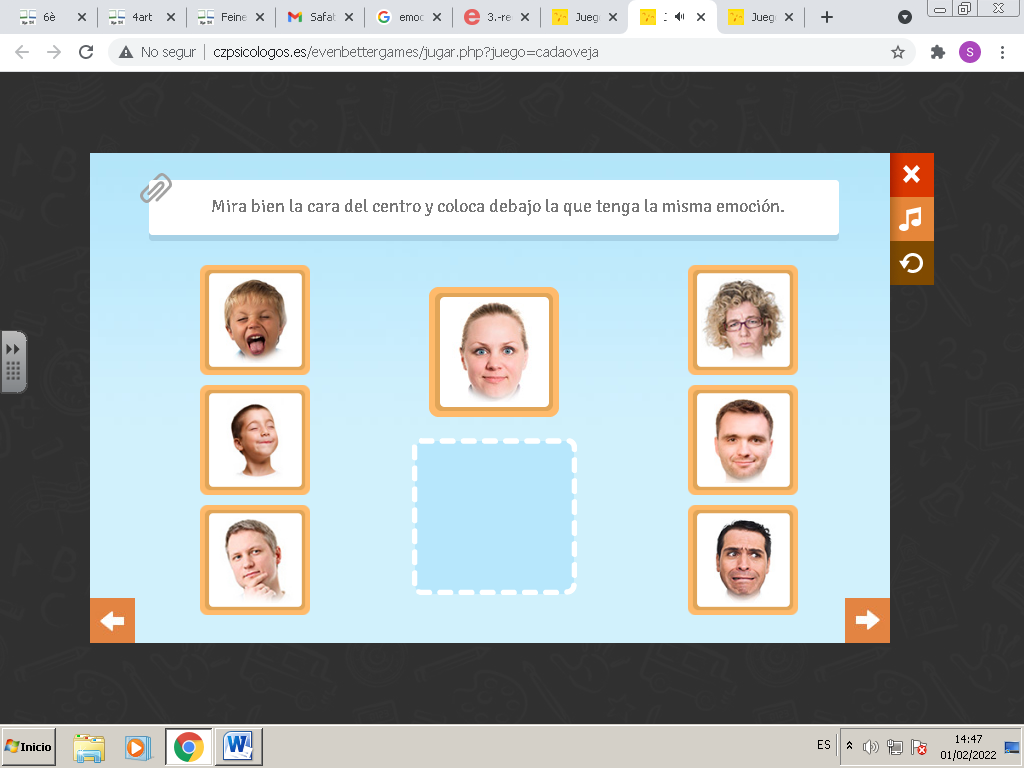 6è
4art
Feine
Safat
emoc
3.-re
Jueg
Jueg
No segur
czpsicologos.es/evenbettergames/jugar.php?juego=cadaoveja
S
Mira bien la cara del centro y coloca debajo la que tenga la misma emoción.
Inicio
W
ES
14:47
01/02/2022